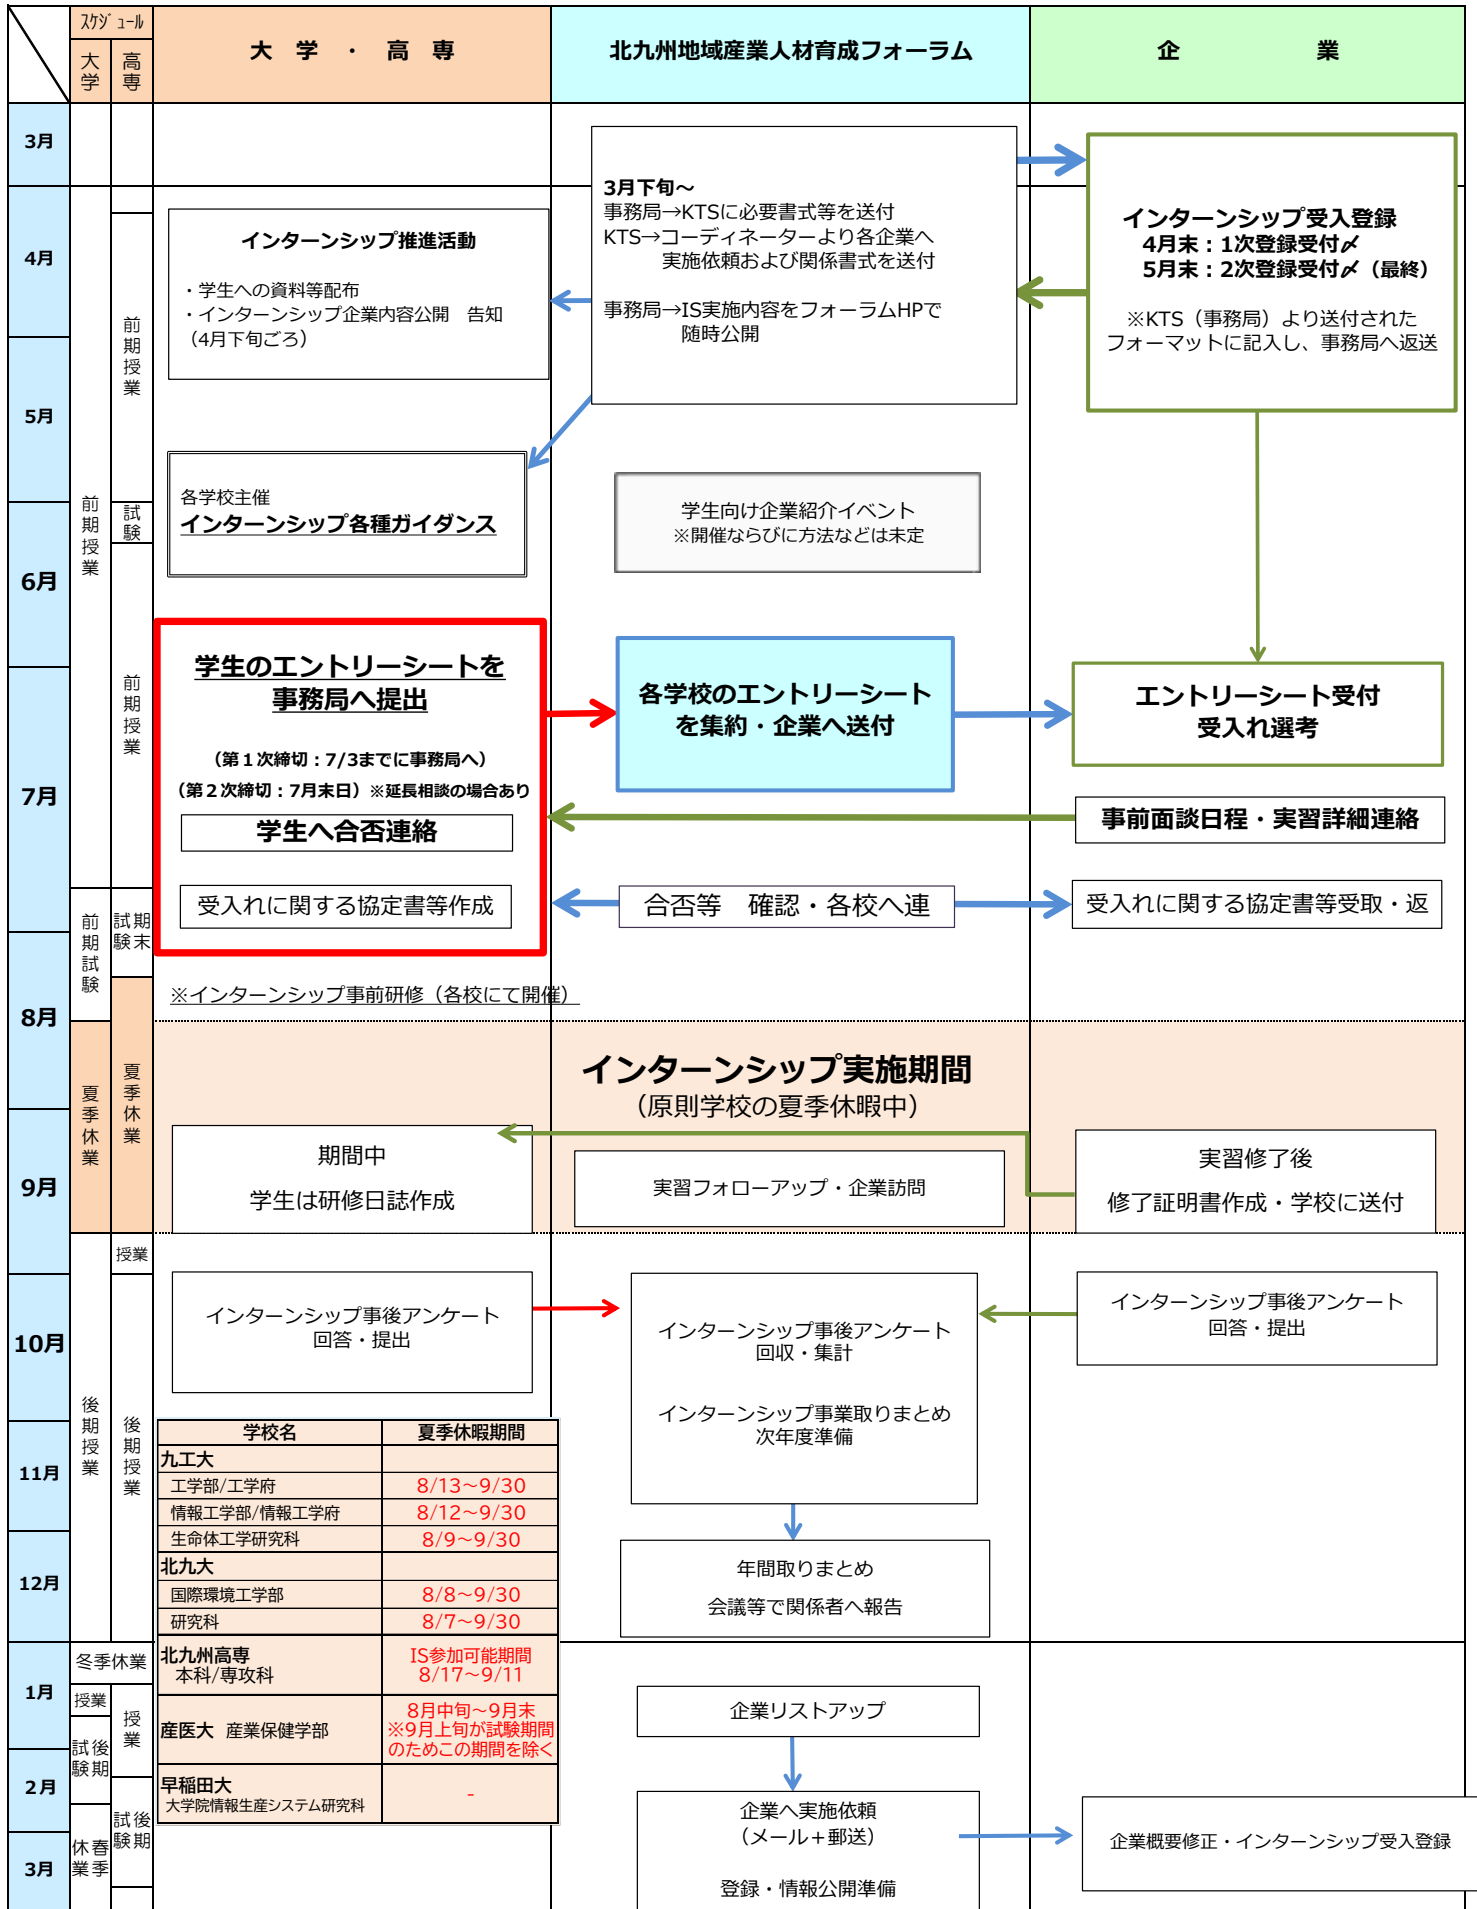 スケジュール
大学
高専
大　学　・　高　専
北九州地域産業人材育成フォーラム
企　　　　　業
3月
4月
5月
6月
7月
8月
9月
10月
11月
12月
1月
2月
3月
前期授業
前期試験
夏季休業
後期授業
冬季休業
授業
後期試験
春季休業
前期授業
試験
前期授業
期末試験
夏季休業
授業
後期授業
授業
後期試験
3月下旬～
事務局→KTSに必要書式等を送付
KTS→コーディネーターより各企業へ
実施依頼および関係書式を送付
事務局→IS実施内容をフォーラムHPで
随時公開
インターンシップ受入登録
4月末：1次登録受付〆
5月末：2次登録受付〆（最終）
※KTS（事務局）より送付された
フォーマットに記入し、事務局へ返送
インターンシップ推進活動
・学生への資料等配布
・インターンシップ企業内容公開　告知
（4月下旬ごろ）
各学校主催
インターンシップ各種ガイダンス
学生向け企業紹介イベント
※開催ならびに方法などは未定
学生のエントリーシートを
事務局へ提出
（第１次締切：7/3までに事務局へ）
（第２次締切：7月末日）※延長相談の場合あり
学生へ合否連絡
受入れに関する協定書等作成
各学校のエントリーシート
を集約・企業へ送付
エントリーシート受付
受入れ選考
事前面談日程・実習詳細連絡
合否等　確認・各校へ連
受入れに関する協定書等受取・返
※インターンシップ事前研修（各校にて開催）
インターンシップ実施期間
（原則学校の夏季休暇中）
期間中
学生は研修日誌作成
実習フォローアップ・企業訪問
実習修了後
修了証明書作成・学校に送付
インターンシップ事後アンケート
回答・提出
インターンシップ事後アンケート
回収・集計
インターンシップ事業取りまとめ
次年度準備
インターンシップ事後アンケート
回答・提出
学校名　夏季休暇期間
九工大
工学部/工学府　8/13～9/30
情報工学部/情報工学府　8/12～9/30
生命体工学研究科　8/9～9/30
北九大
国際環境工学部　8/8～9/30
研究科　8/7～9/30
北九州高専　IS参加可能期間
本科/専攻科　8/17～9/11
産医大　産業保健学部
8月中旬～9月末
※9月上旬が試験期間
のためこの期間を除く
早稲田大
大学院情報生産システム研究科　-
年間取りまとめ
会議等で関係者へ報告
企業リストアップ
企業へ実施依頼
（メール＋郵送）
登録・情報公開準備
企業概要修正・インターンシップ受入登録